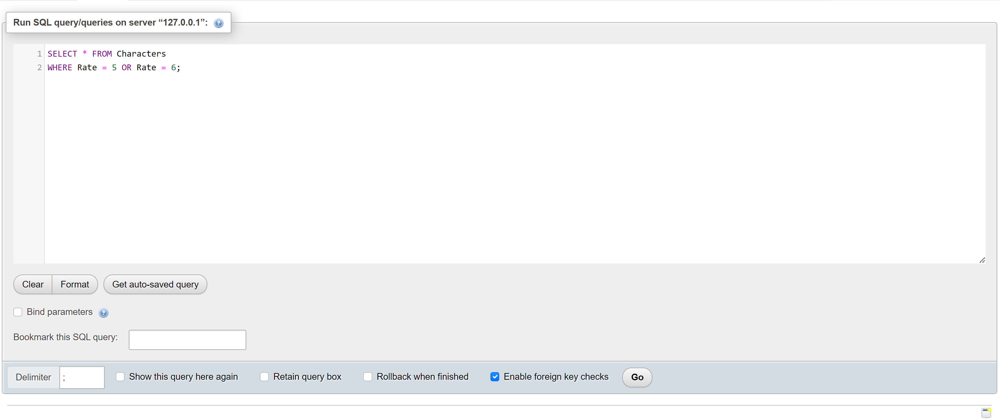 Run SQL query/queries on server “127.0.0.1”:
1 SELECT * FROM Characters
2 WHERE Rate = 5 OR Rate = 6;
Clear Format Get auto-saved query
Bind parameters
Bookmark this SQL query:
Delimiter ; Show this query here again Retain query box Rollback when finished Enable foreign key checks Go